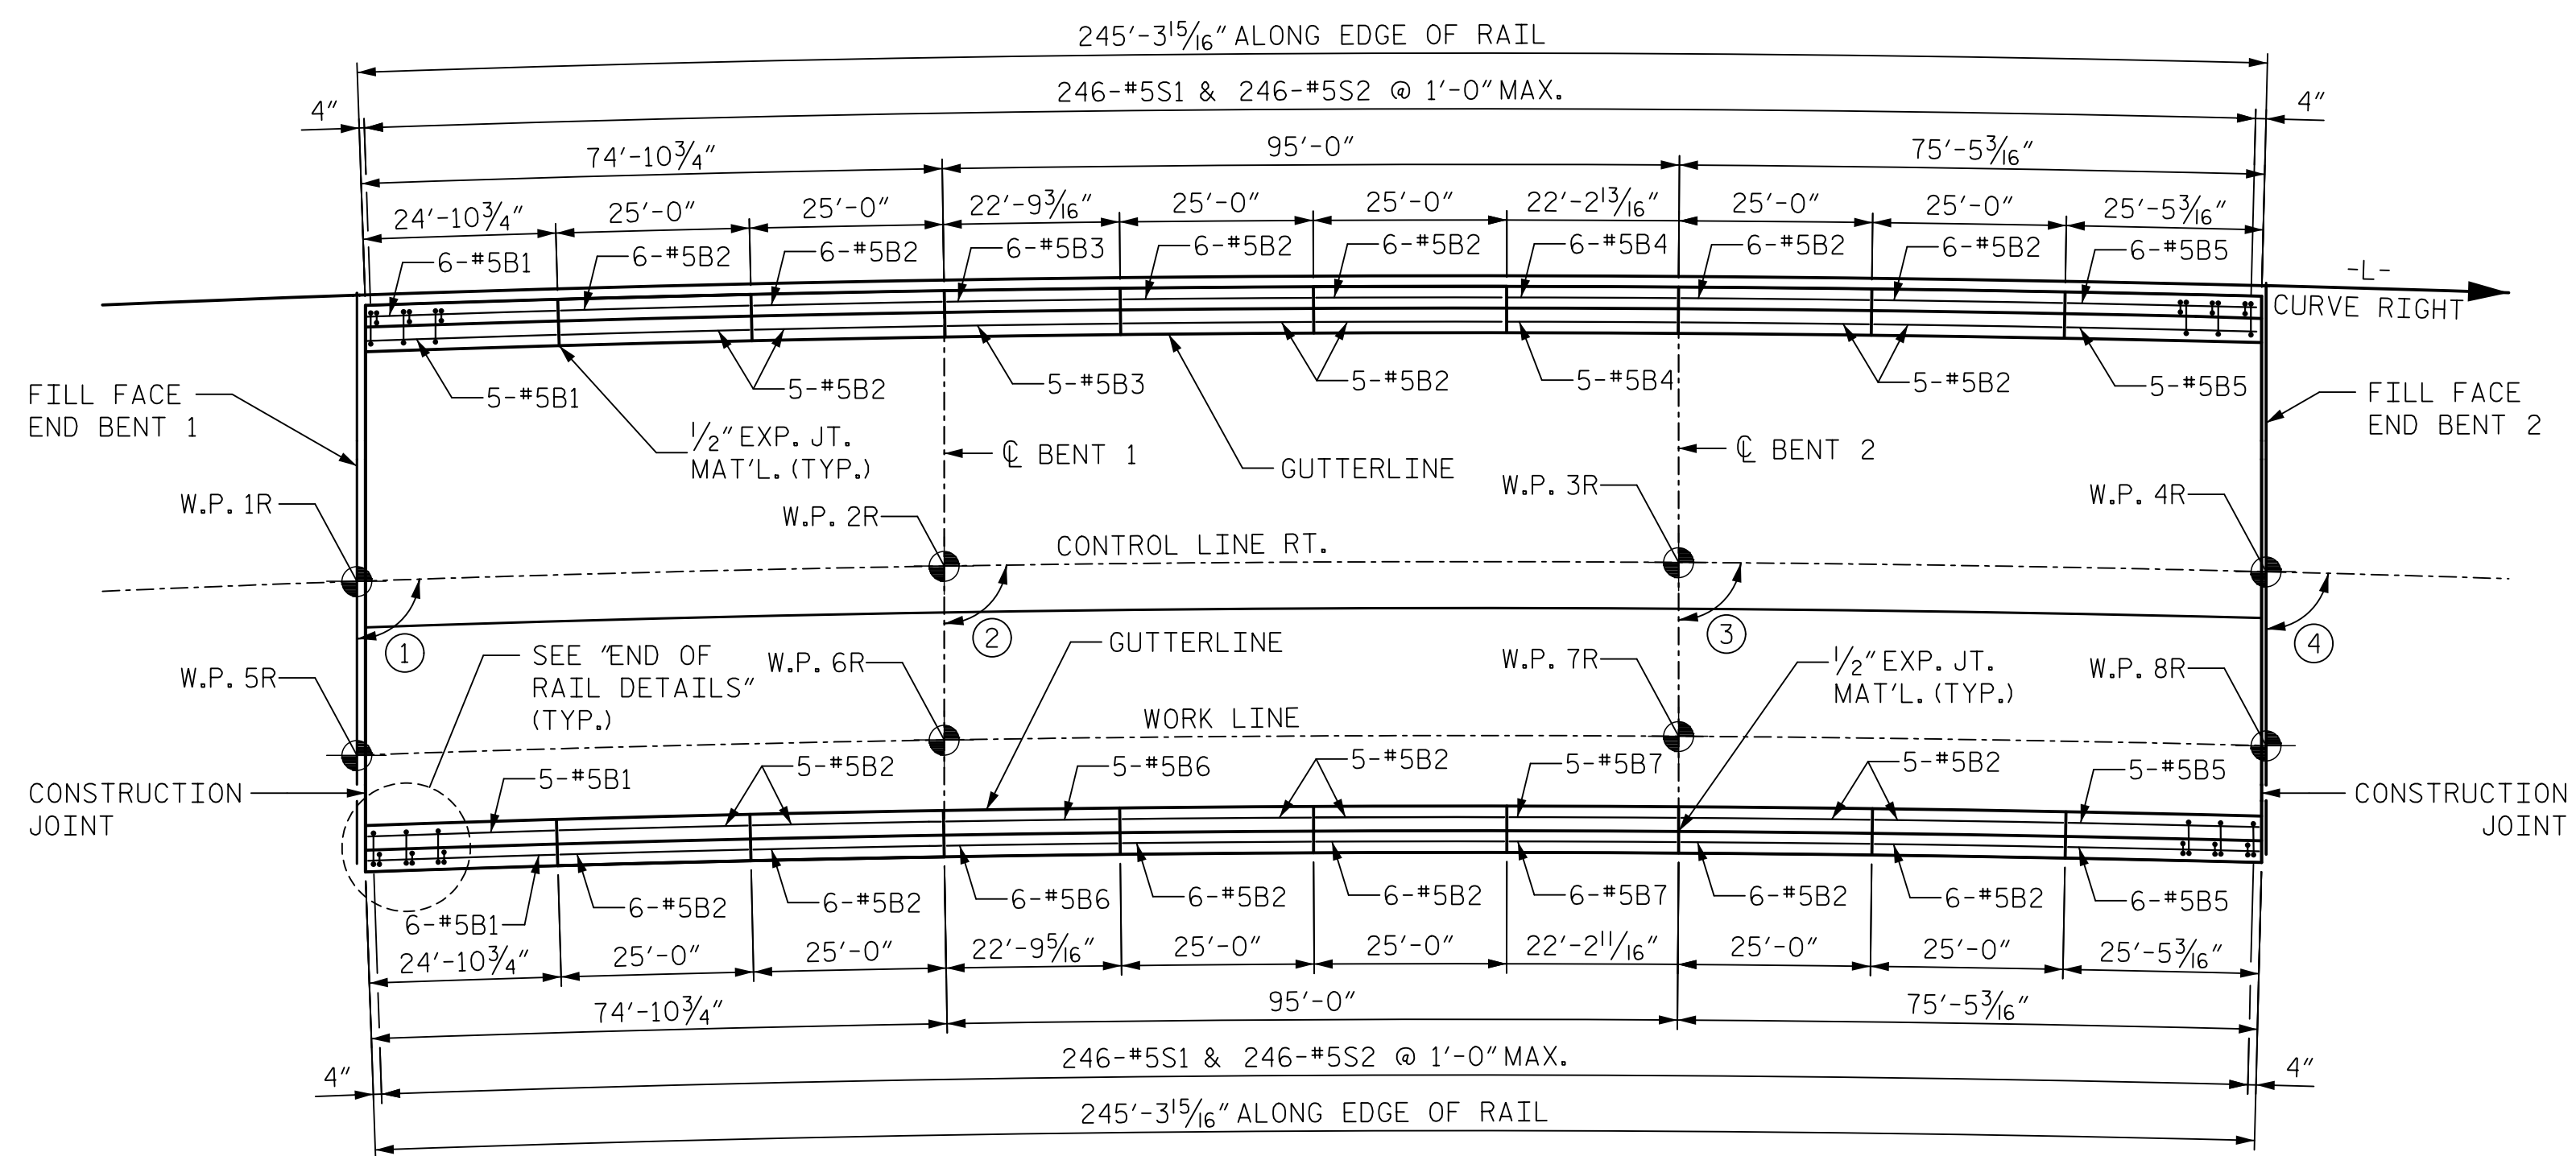 245'-3 15/16" ALONG EDGE OF RAIL
246-#5S1 & 246-#5S2 @ 1'-0" MAX.
4"
4"
74'-10 3/4"
95'-0"
75'-5 3/16"
24'-10 3/4"
25'-0"
25'-0"
22'-9 3/16"
25'-0"
25'-0"
22'-2 13/16"
25'-0"
25'-0"
25'-5 3/16"
6-#5B1
6-#5B2
6-#5B2
6-#5B3
6-#5B2
6-#5B2
6-#5B4
6-#5B2
6-#5B2
6-#5B5
-L-
CURVE RIGHT
5-#5B1
5-#5B2
5-#5B3
5-#5B2
5-#5B4
5-#5B2
5-#5B5
FILL FACE
END BENT 1
1/2" EXP. JT.
MAT'L. (TYP.)
℄ BENT 1
GUTTERLINE
℄ BENT 2
FILL FACE
END BENT 2
W.P. 1R
W.P. 2R
W.P. 3R
W.P. 4R
CONTROL LINE RT.
1
2
3
4
W.P. 5R
SEE "END OF
RAIL DETAILS"
(TYP.)
W.P. 6R
GUTTERLINE
W.P. 7R
1/2" EXP. JT.
MAT'L. (TYP.)
W.P. 8R
WORK LINE
CONSTRUCTION
JOINT
5-#5B1
5-#5B2
5-#5B6
5-#5B2
5-#5B7
5-#5B2
5-#5B5
CONSTRUCTION
JOINT
6-#5B1
6-#5B2
6-#5B2
6-#5B6
6-#5B2
6-#5B2
6-#5B7
6-#5B2
6-#5B2
6-#5B5
24'-10 3/4"
25'-0"
25'-0"
22'-9 5/16"
25'-0"
25'-0"
22'-2 11/16"
25'-0"
25'-0"
25'-5 3/16"
74'-10 3/4"
95'-0"
75'-5 3/16"
4"
246-#5S1 & 246-#5S2 @ 1'-0" MAX.
4"
245'-3 15/16" ALONG EDGE OF RAIL